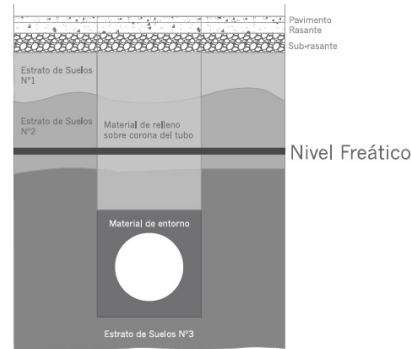 Pavimento
Rasante
Sub-rasante
Estrato de Suelos
N°1
Estrato de Suelos
N°2
Material de relleno
sobre corona del tubo
Nivel Freático
Material de entorno
Estrato de Suelos N°3